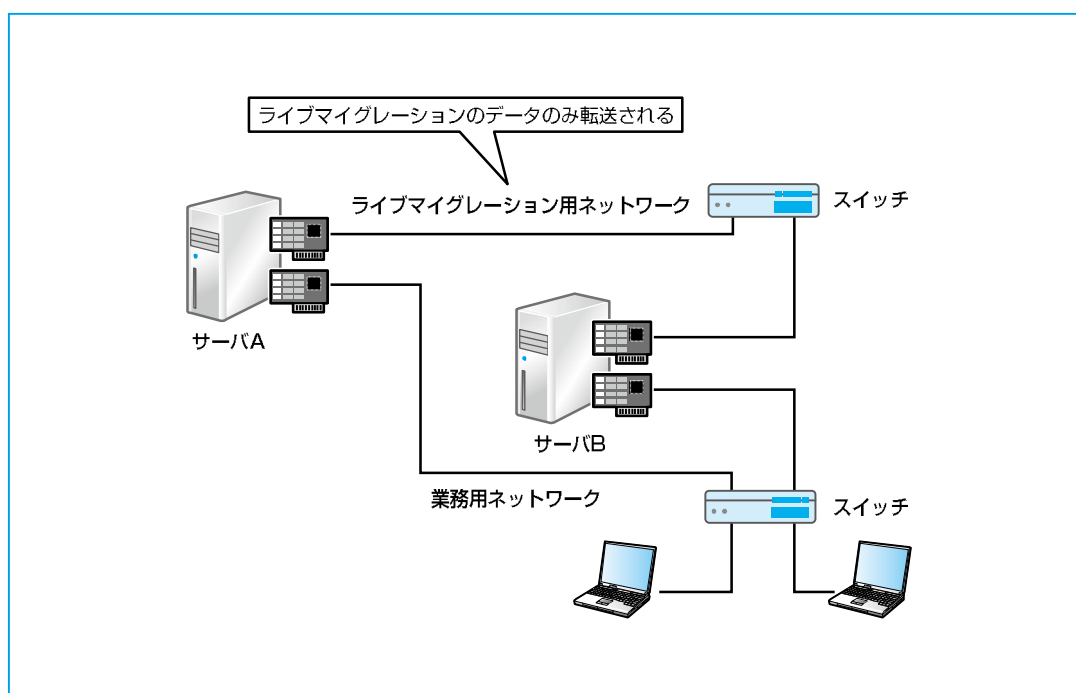 ライブマイグレーションのデータのみ転送される
ライブマイグレーション用ネットワーク
スイッチ
サーバA
サーバB
業務用ネットワーク
スイッチ